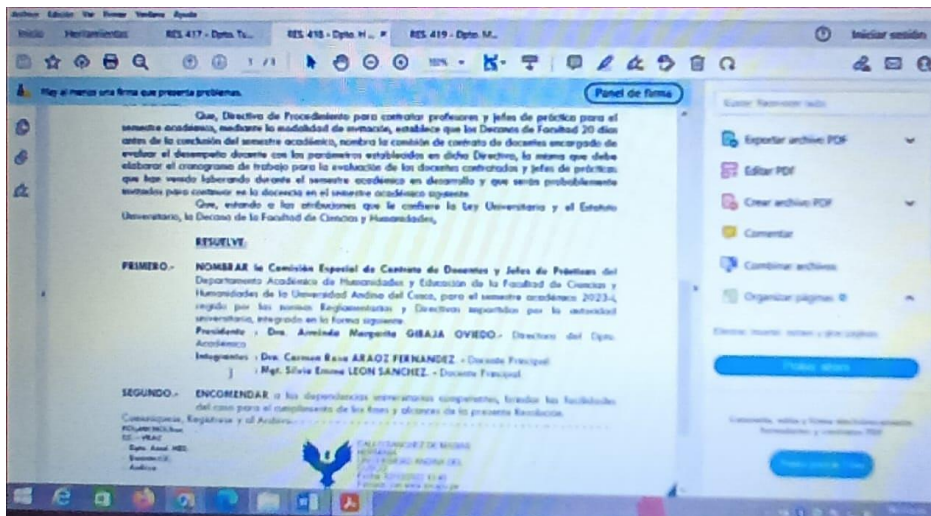 Archivo Edición Ver Firmar Ventana Ayuda
Inicio Herramientas RES 417 - Dpto. Tu... RES 418 - Dpto. H... × RES 419 - Dpto. M... Iniciar sesión
1 / 1
Hay al menos una firma que presenta problemas. Panel de firma
Que, Directiva de Procedimiento para contratar profesores y jefes de práctica para el
semestre académico, mediante la modalidad de invitación, establece que los Decanos de Facultad 20 días
antes de la conclusión del semestre académico, nombra la comisión de contrato de docentes encargado de
evaluar el desempeño docente con los parámetros establecidos en dicha Directiva, la misma que debe
elaborar el cronograma de trabajo para la evaluación de los docentes contratados y jefes de prácticas
que han venido laborando durante el semestre académico en desarrollo y que serán probablemente
invitados para continuar en la docencia en el semestre académico siguiente.
Que, estando a las atribuciones que le confiere la Ley Universitaria y el Estatuto
Universitario, la Decana de la Facultad de Ciencias y Humanidades,
RESUELVE:
PRIMERO.- NOMBRAR la Comisión Especial de Contrato de Docentes y Jefes de Prácticas del
Departamento Académico de Humanidades y Educación de la Facultad de Ciencias y
Humanidades de la Universidad Andina del Cusco, para el semestre académico 2023-I,
regido por las normas Reglamentarias y Directivas impartidas por la autoridad
universitaria, integrado en la forma siguiente:
Presidente : Dra. Arminda Margarita GIBAJA OVIEDO.- Directora del Dpto.
Académico
Integrantes : Dra. Carmen Rosa ARAOZ FERNANDEZ. - Docente Principal
: Mgt. Silvia Emma LEON SANCHEZ. - Docente Principal
SEGUNDO.- ENCOMENDAR a las dependencias universitarias competentes, brindar las facilidades
del caso para el cumplimiento de los fines y alcances de la presente Resolución.
Comuníquese, Regístrese y al Archivo.
Exportar archivo PDF
Editar PDF
Crear archivo PDF
Comentar
Combinar archivos
Organizar páginas